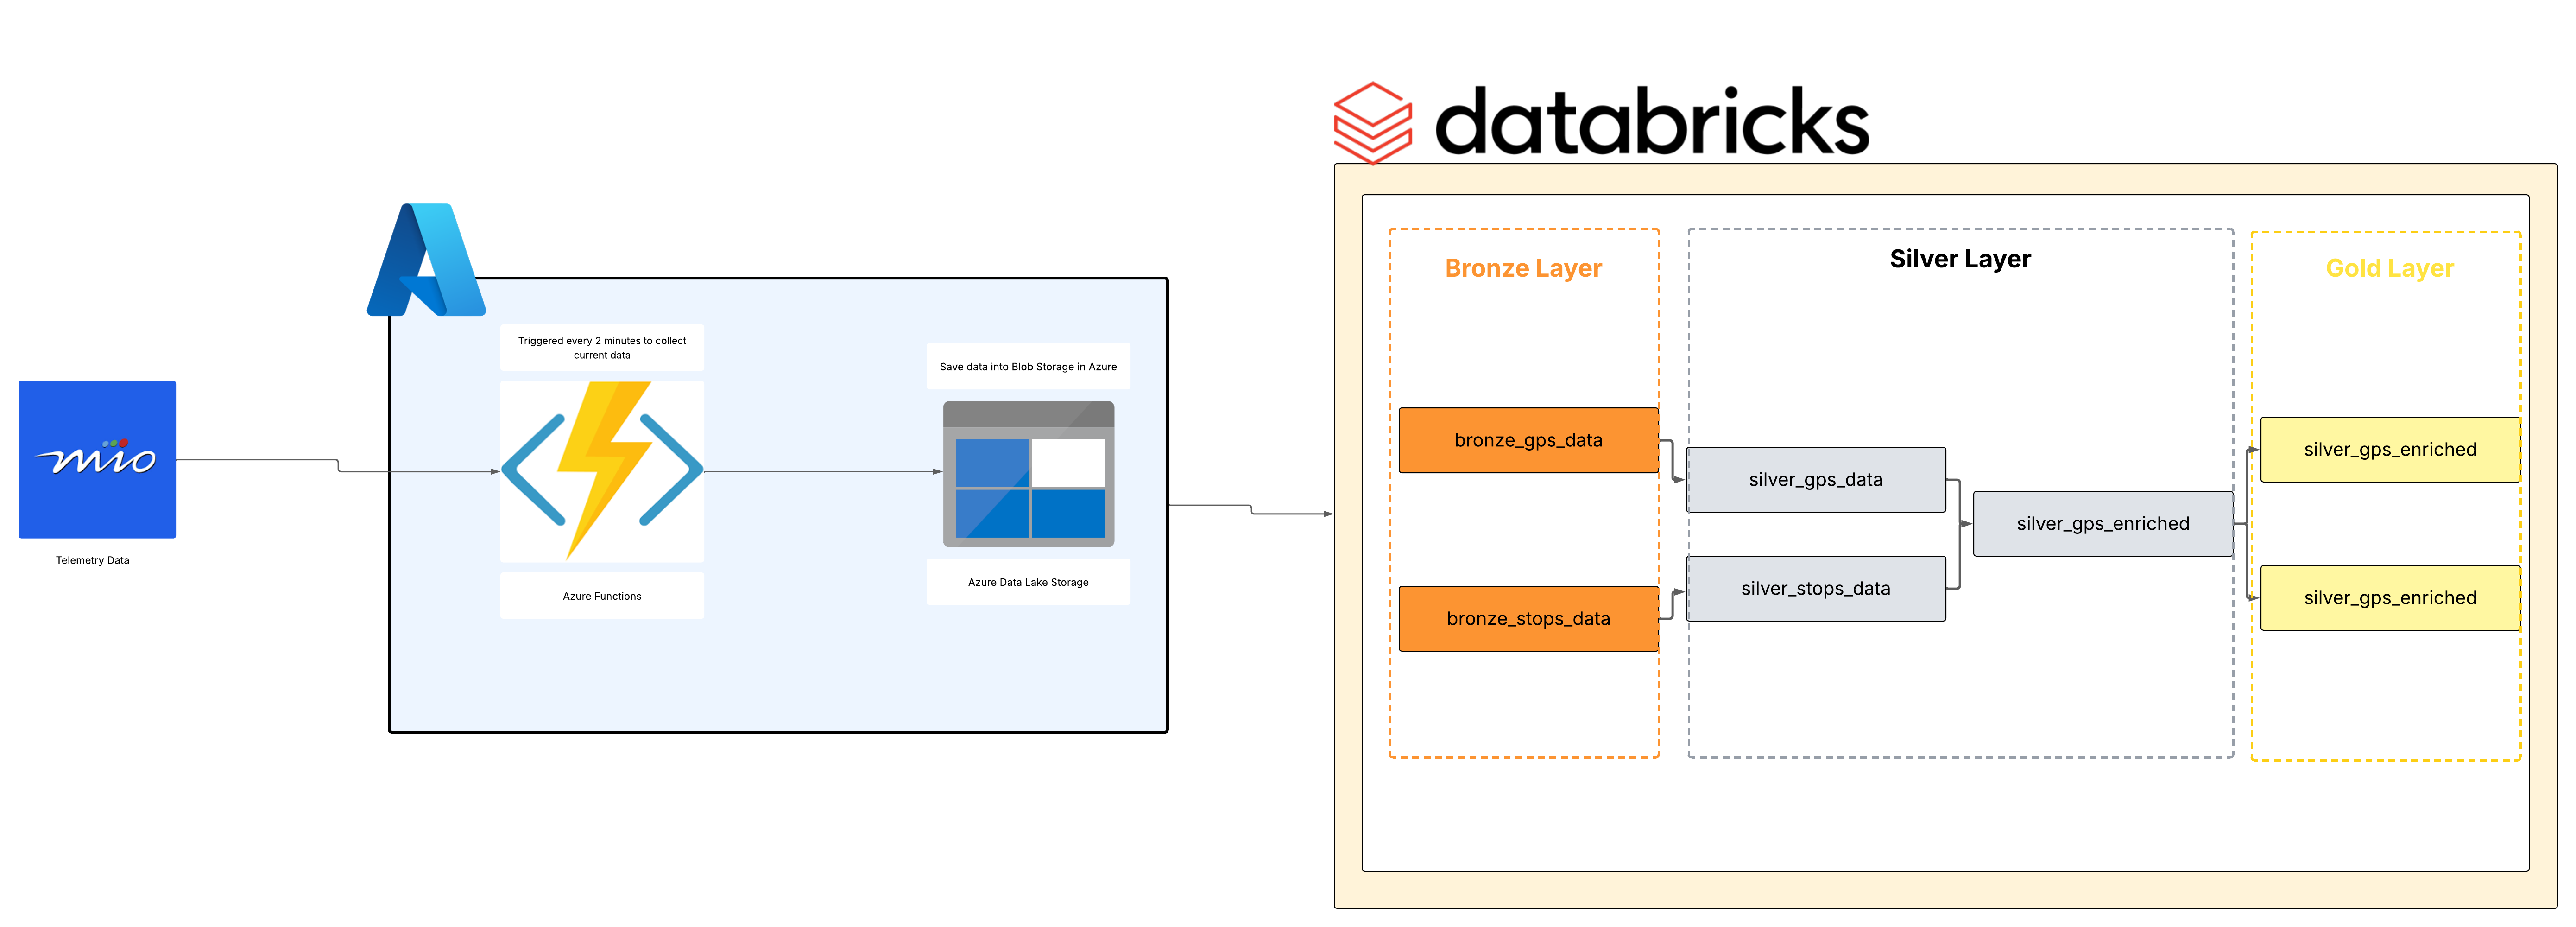 mio
Telemetry Data
Triggered every 2 minutes to collect
current data
Azure Functions
Save data into Blob Storage in Azure
Azure Data Lake Storage
databricks
Bronze Layer
bronze_gps_data
bronze_stops_data
Silver Layer
silver_gps_data
silver_stops_data
silver_gps_enriched
Gold Layer
silver_gps_enriched
silver_gps_enriched